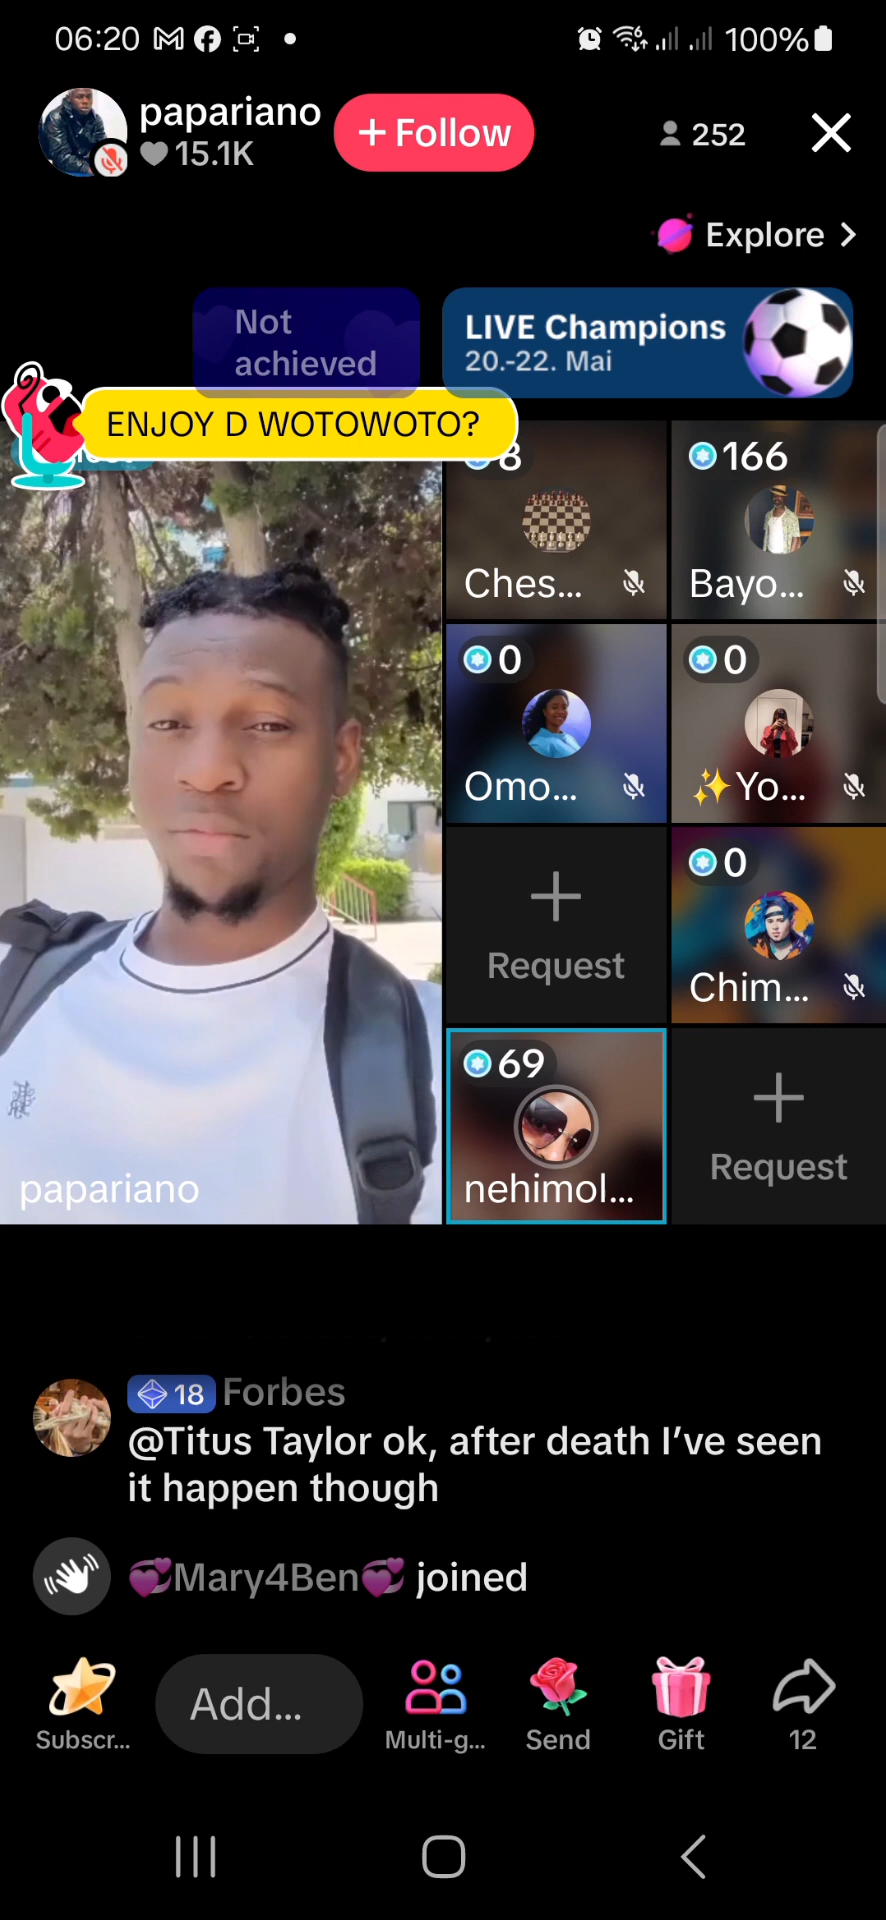 06:20
100%
papariano
15.1K
+ Follow
252
Explore >
Not
achieved
LIVE Champions
20.-22. Mai
ENJOY D WOTOWOTO?
8
166
Ches...
Bayo...
0
0
Omo...
✨Yo...
0
Request
Chim...
69
Request
papariano
nehimol...
18 Forbes
@Titus Taylor ok, after death I’ve seen
it happen though
💞Mary4Ben💞 joined
Add...
Subscr...
Multi-g...
Send
Gift
12